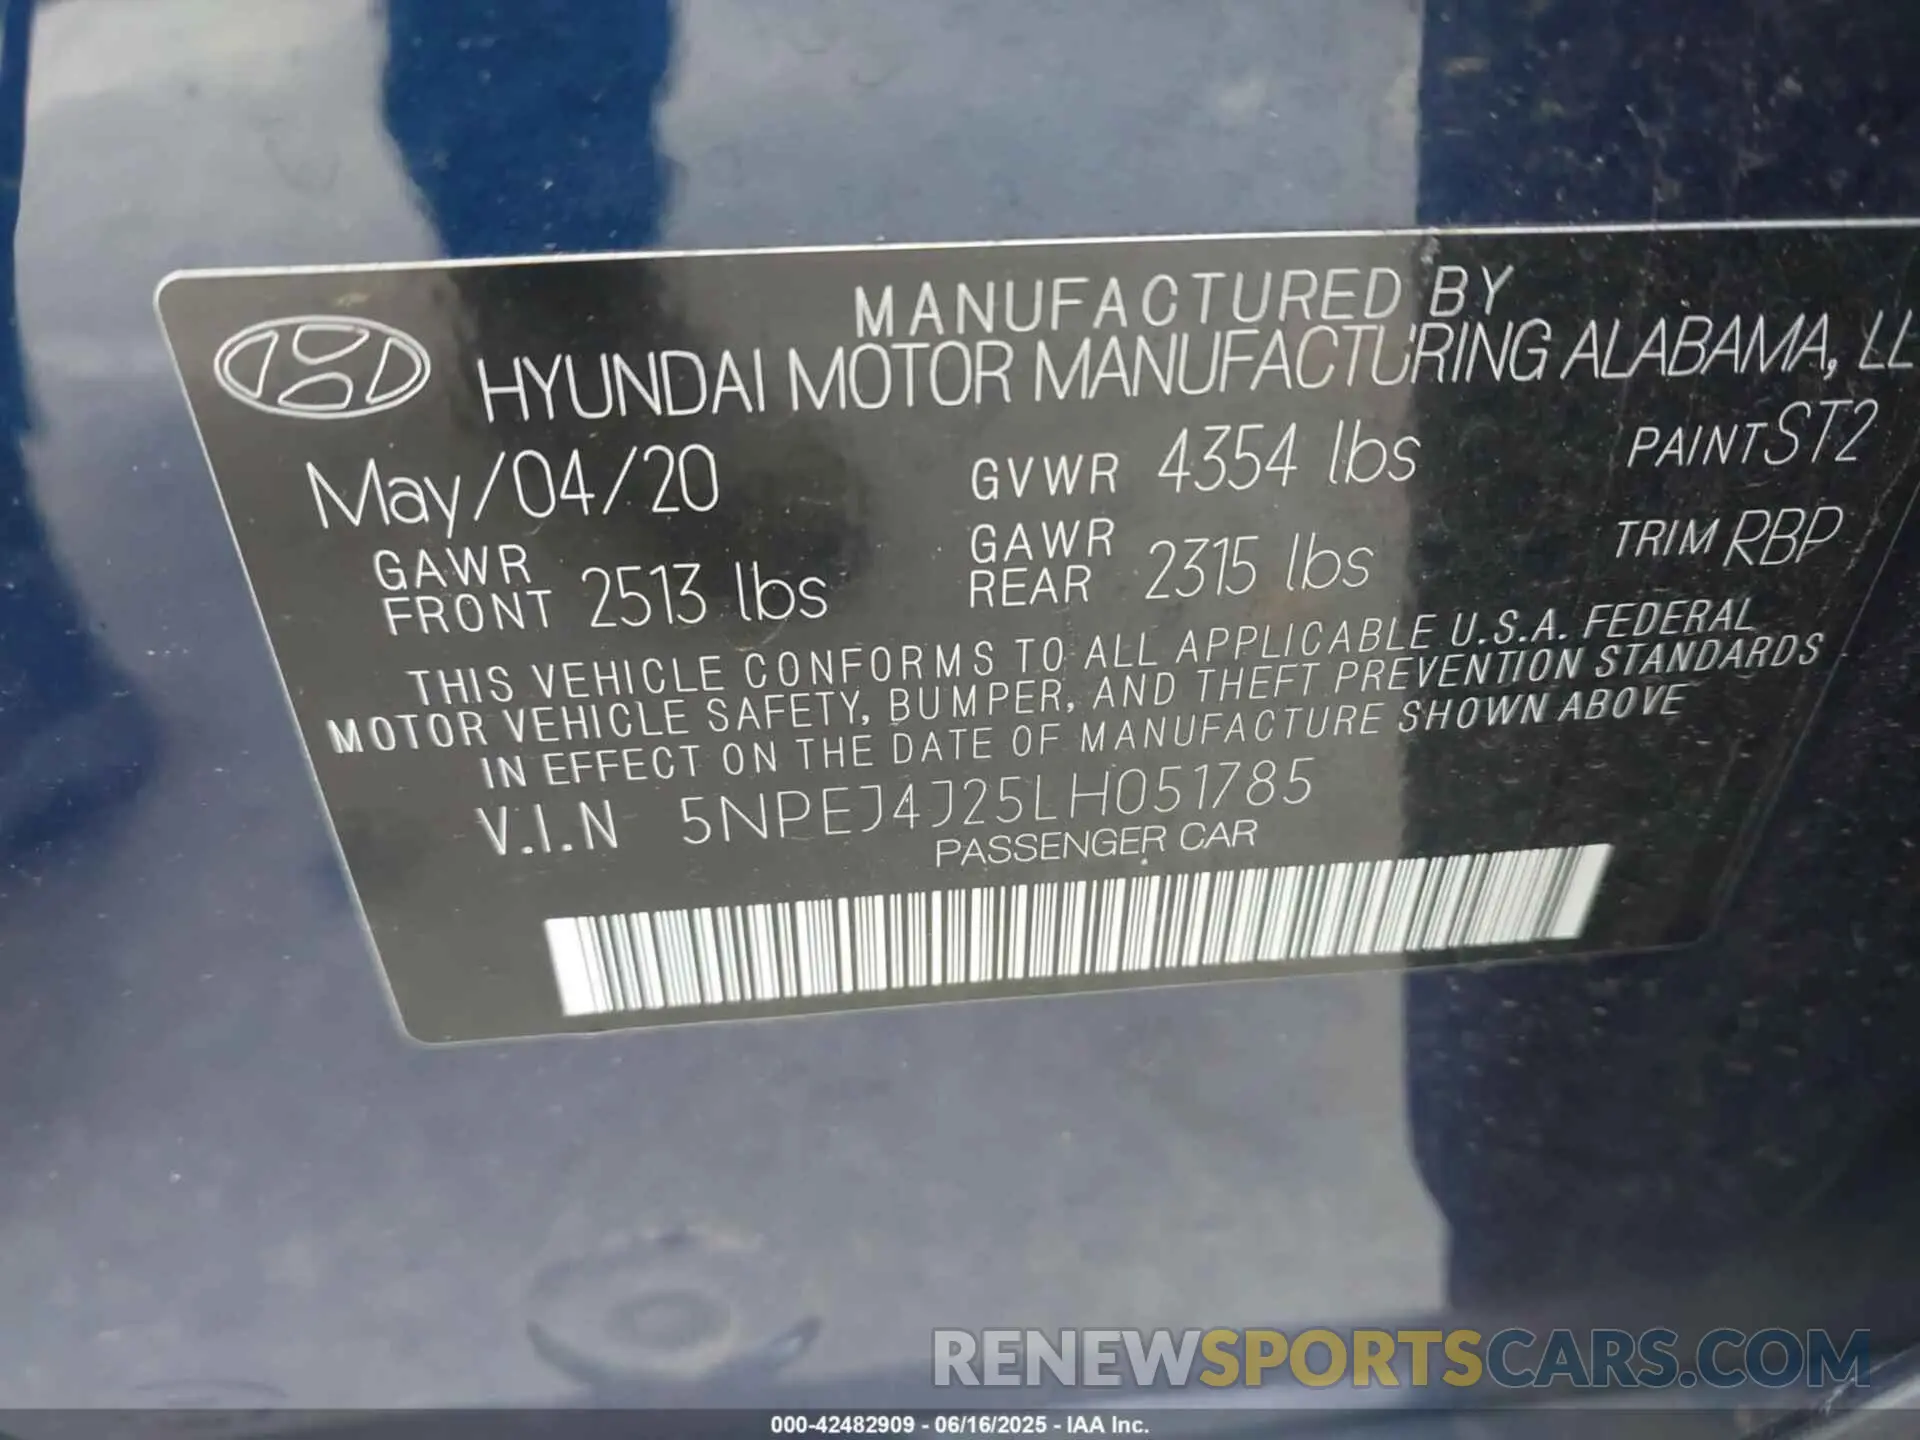 MANUFACTURED BY
HYUNDAI MOTOR MANUFACTURING ALABAMA, LL
May/04/20 GVWR 4354 lbs PAINT ST2
GAWR FRONT 2513 lbs GAWR REAR 2315 lbs TRIM RBP
THIS VEHICLE CONFORMS TO ALL APPLICABLE U.S.A. FEDERAL
MOTOR VEHICLE SAFETY, BUMPER, AND THEFT PREVENTION STANDARDS
IN EFFECT ON THE DATE OF MANUFACTURE SHOWN ABOVE
V.I.N 5NPEJ4J25LH051785
PASSENGER CAR
RENEWSPORTSCARS.COM
000-42482909 - 06/16/2025 - IAA Inc.